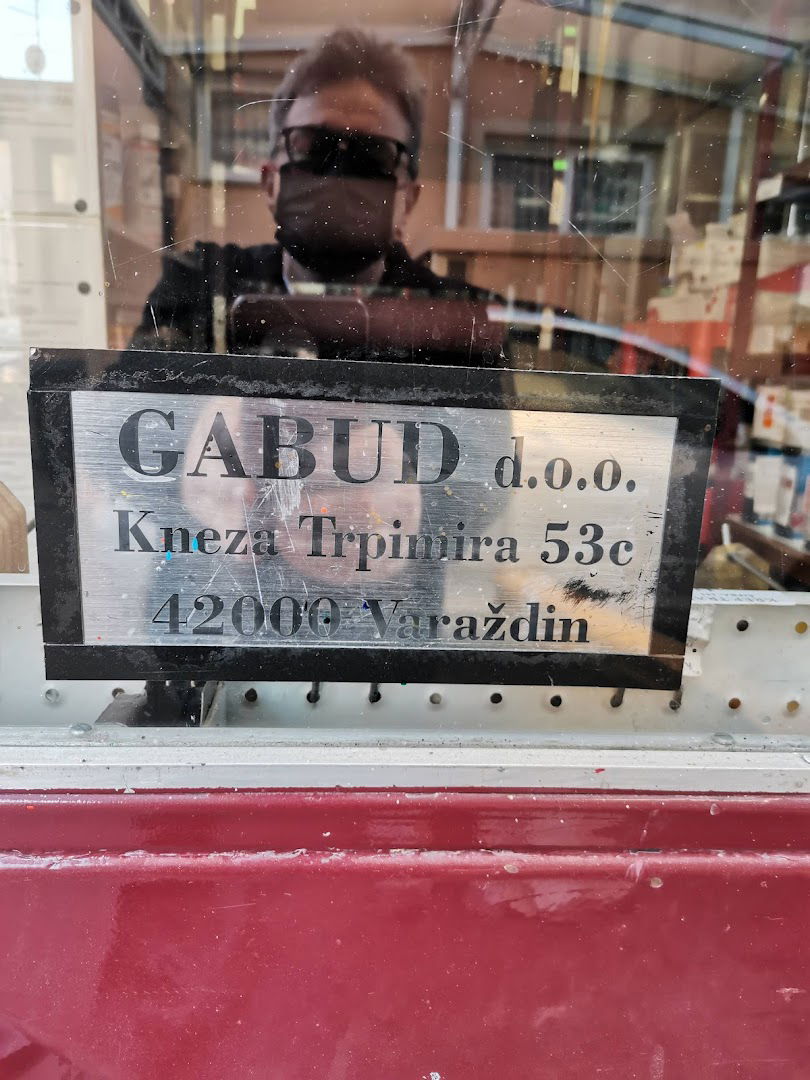 GABUD d.o.o.
Kneza Trpimira 53c
42000 Varaždin